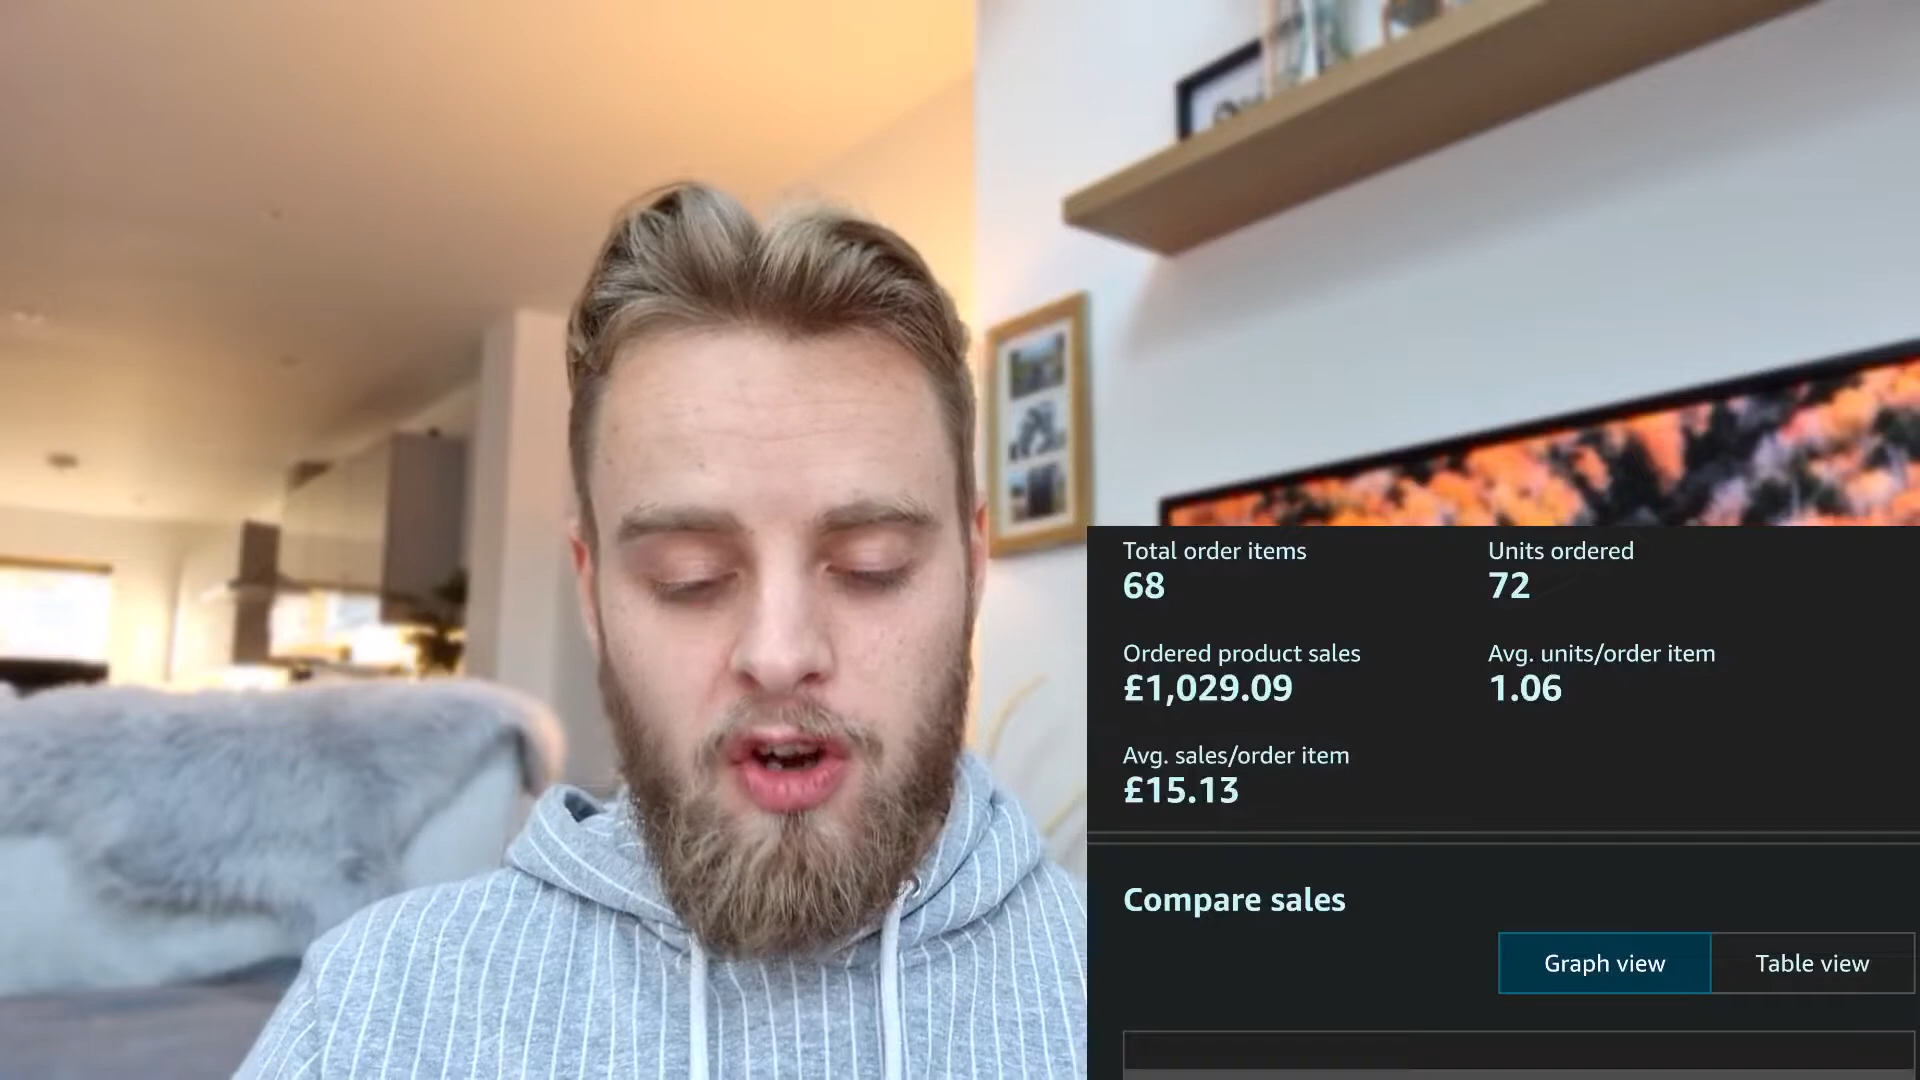 Total order items
68
Units ordered
72
Ordered product sales
£1,029.09
Avg. units/order item
1.06
Avg. sales/order item
£15.13
Compare sales
Graph view
Table view